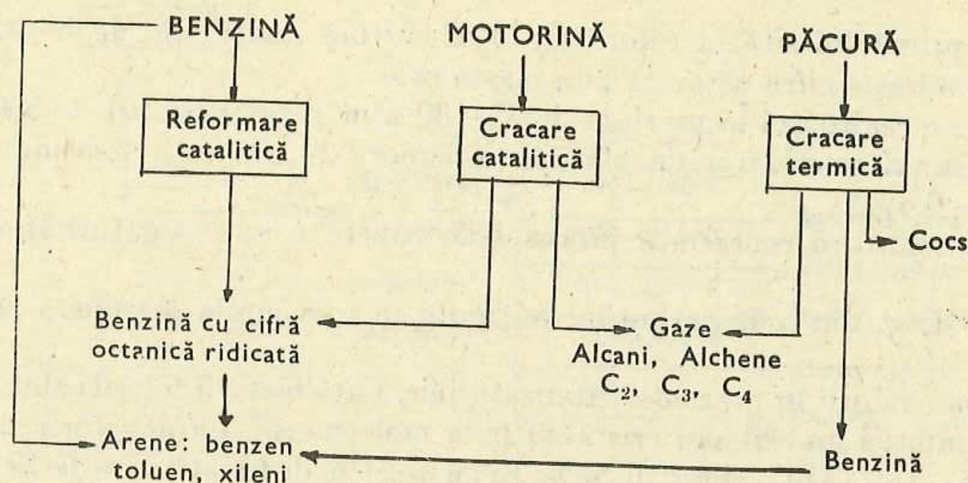 BENZINĂ
MOTORINĂ
PĂCURĂ
Reformare
catalitică
Cracare
catalitică
Cracare
termică
Cocs
Benzină cu cifră
octanică ridicată
Gaze
Alcani, Alchene
C₂, C₃, C₄
Arene: benzen
toluen, xileni
Benzină